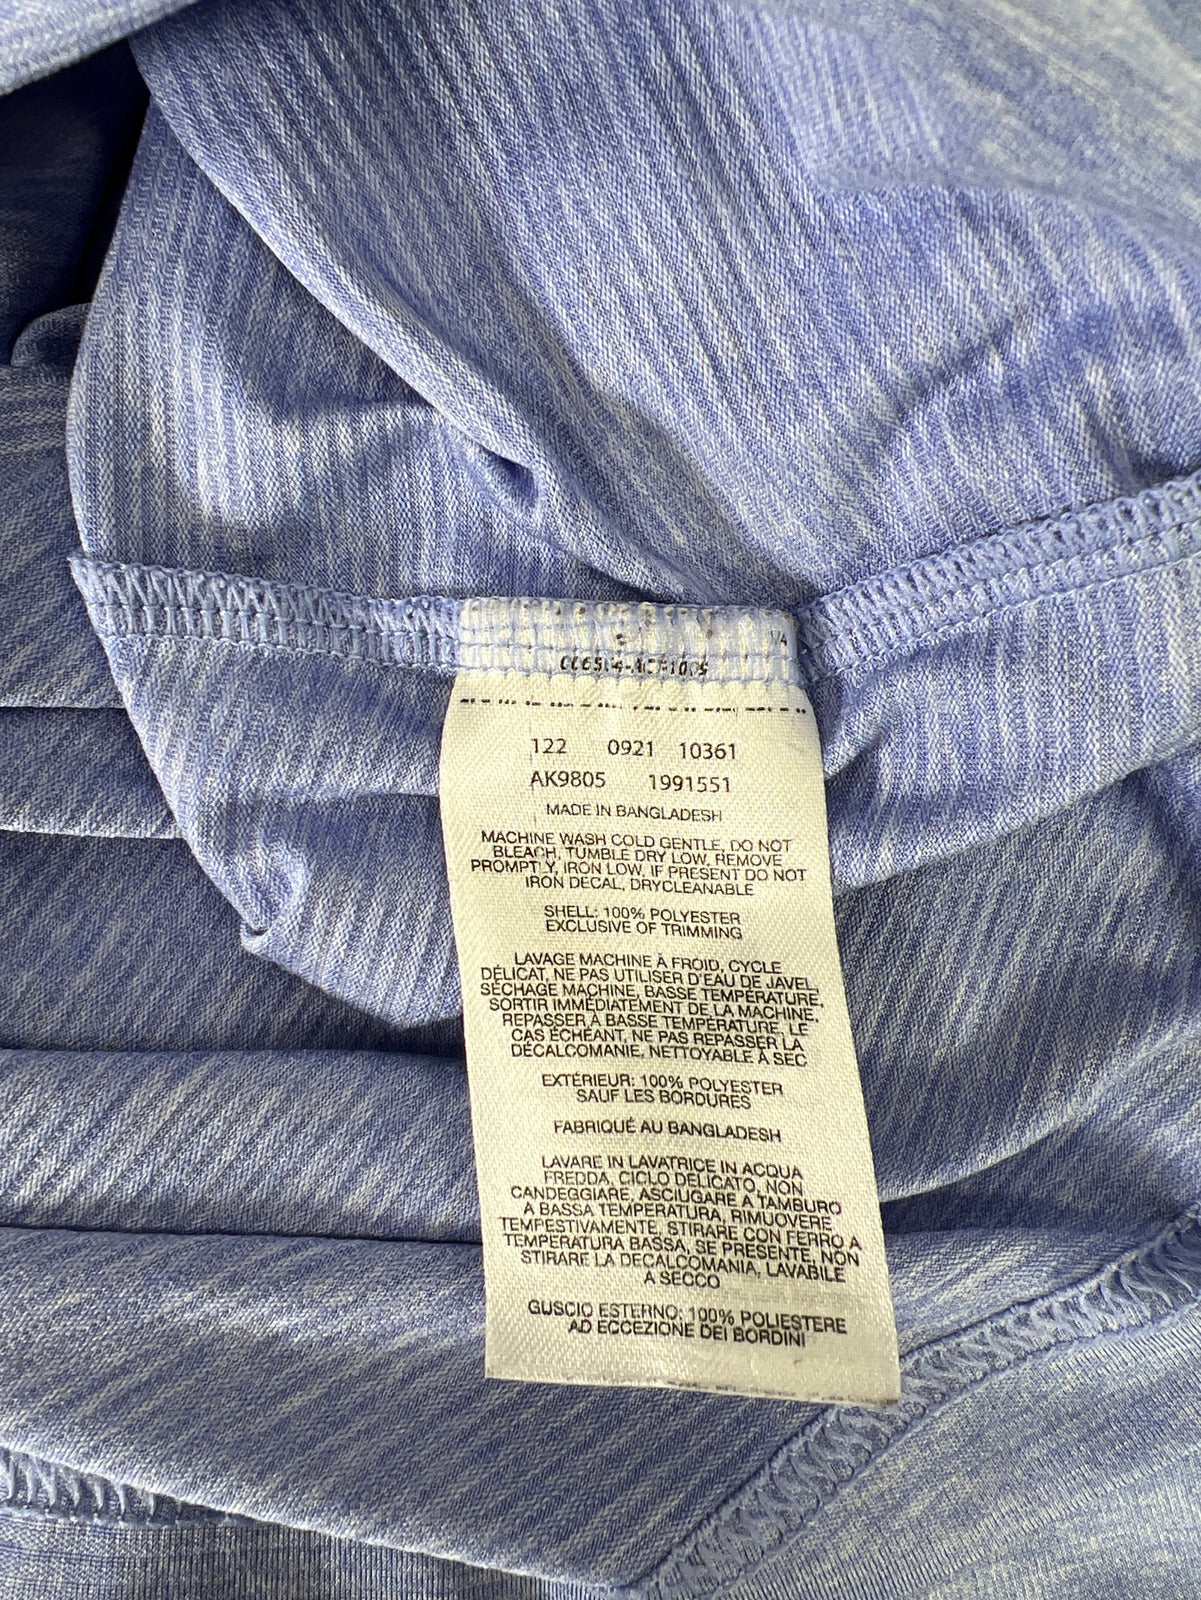 1/4
122 0921 10361
AK9805 1991551
MADE IN BANGLADESH
MACHINE WASH COLD GENTLE, DO NOT
BLEACH, TUMBLE DRY LOW, REMOVE
PROMPTLY, IRON LOW, IF PRESENT DO NOT
IRON DECAL, DRYCLEANABLE
SHELL: 100% POLYESTER
EXCLUSIVE OF TRIMMING
LAVAGE MACHINE À FROID, CYCLE
DÉLICAT, NE PAS UTILISER D'EAU DE JAVEL,
SÉCHAGE MACHINE, BASSE TEMPÉRATURE,
SORTIR IMMÉDIATEMENT DE LA MACHINE,
REPASSER À BASSE TEMPÉRATURE, LE
CAS ÉCHÉANT, NE PAS REPASSER LA
DÉCALCOMANIE, NETTOYABLE À SEC
EXTÉRIEUR: 100% POLYESTER
SAUF LES BORDURES
FABRIQUÉ AU BANGLADESH
LAVARE IN LAVATRICE IN ACQUA
FREDDA, CICLO DELICATO, NON
CANDEGGIARE, ASCIUGARE A TAMBURO
A BASSA TEMPERATURA, RIMUOVERE
TEMPESTIVAMENTE, STIRARE CON FERRO A
TEMPERATURA BASSA, SE PRESENTE, NON
STIRARE LA DECALCOMANIA, LAVABILE
A SECCO
GUSCIO ESTERNO: 100% POLIESTERE
AD ECCEZIONE DEI BORDINI